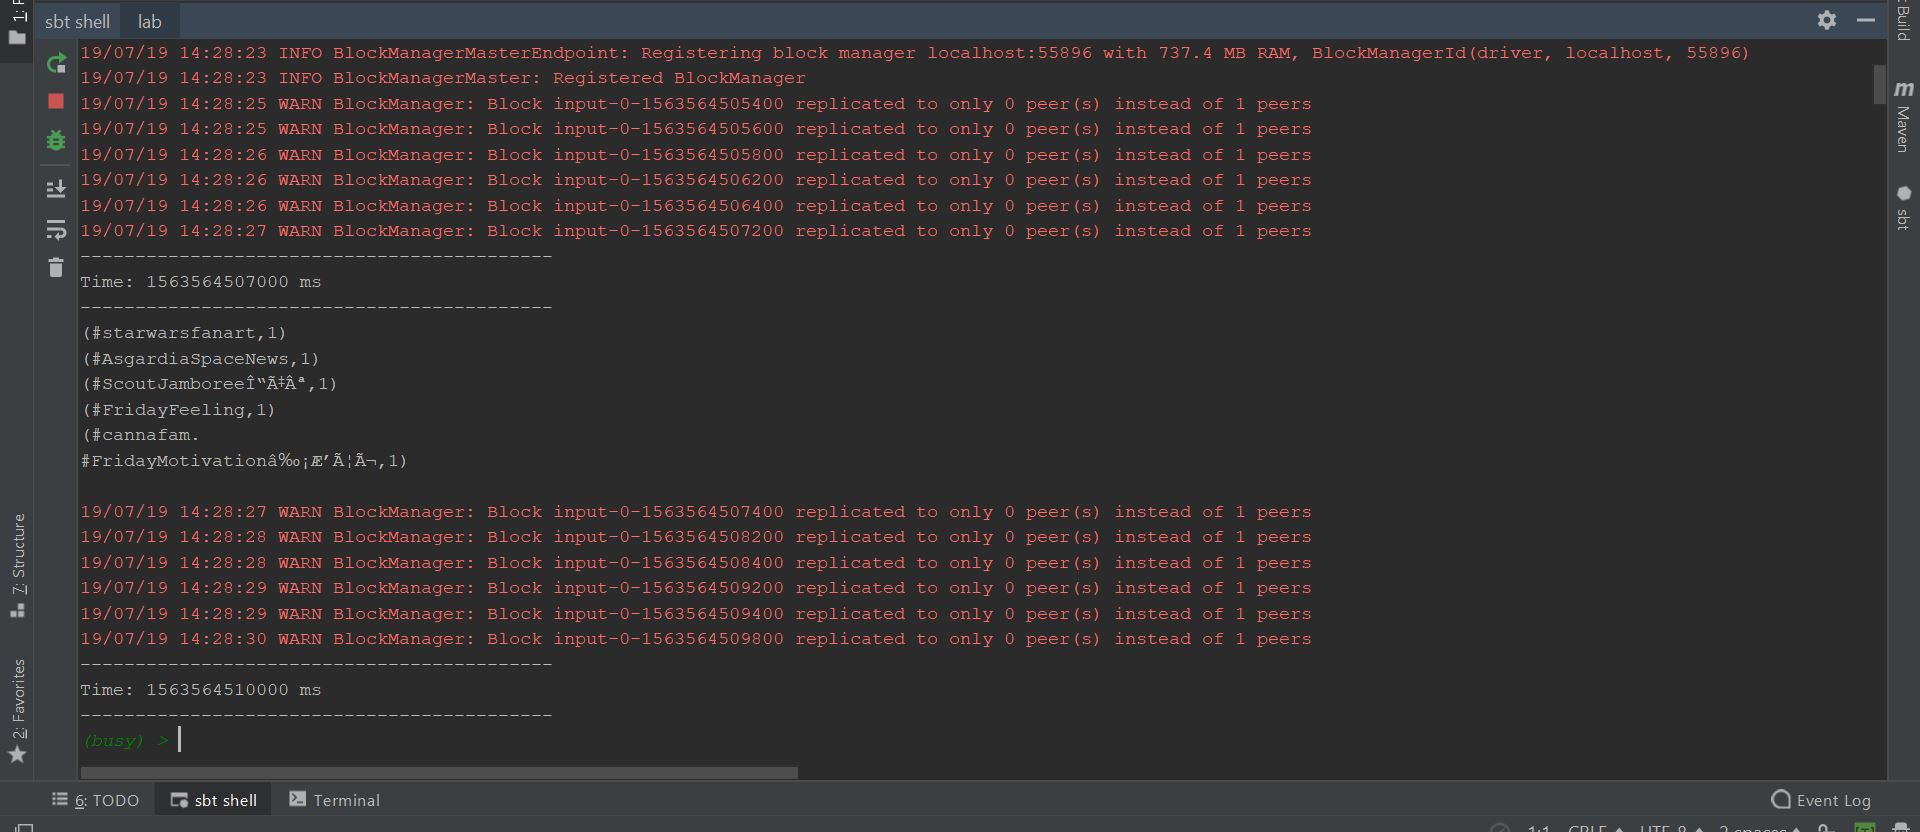 sbt shell lab
19/07/19 14:28:23 INFO BlockManagerMasterEndpoint: Registering block manager localhost:55896 with 737.4 MB RAM, BlockManagerId(driver, localhost, 55896)
19/07/19 14:28:23 INFO BlockManagerMaster: Registered BlockManager
19/07/19 14:28:25 WARN BlockManager: Block input-0-1563564505400 replicated to only 0 peer(s) instead of 1 peers
19/07/19 14:28:25 WARN BlockManager: Block input-0-1563564505600 replicated to only 0 peer(s) instead of 1 peers
19/07/19 14:28:26 WARN BlockManager: Block input-0-1563564505800 replicated to only 0 peer(s) instead of 1 peers
19/07/19 14:28:26 WARN BlockManager: Block input-0-1563564506200 replicated to only 0 peer(s) instead of 1 peers
19/07/19 14:28:26 WARN BlockManager: Block input-0-1563564506400 replicated to only 0 peer(s) instead of 1 peers
19/07/19 14:28:27 WARN BlockManager: Block input-0-1563564507200 replicated to only 0 peer(s) instead of 1 peers
-------------------------------------------
Time: 1563564507000 ms
-------------------------------------------
(#starwarsfanart,1)
(#AsgardiaSpaceNews,1)
(#ScoutJamboreeÎ“Ã‡Âª,1)
(#FridayFeeling,1)
(#cannafam.
#FridayMotivationâ‰¡Æ’Ã¦Ã¬,1)
19/07/19 14:28:27 WARN BlockManager: Block input-0-1563564507400 replicated to only 0 peer(s) instead of 1 peers
19/07/19 14:28:28 WARN BlockManager: Block input-0-1563564508200 replicated to only 0 peer(s) instead of 1 peers
19/07/19 14:28:28 WARN BlockManager: Block input-0-1563564508400 replicated to only 0 peer(s) instead of 1 peers
19/07/19 14:28:29 WARN BlockManager: Block input-0-1563564509200 replicated to only 0 peer(s) instead of 1 peers
19/07/19 14:28:29 WARN BlockManager: Block input-0-1563564509400 replicated to only 0 peer(s) instead of 1 peers
19/07/19 14:28:30 WARN BlockManager: Block input-0-1563564509800 replicated to only 0 peer(s) instead of 1 peers
-------------------------------------------
Time: 1563564510000 ms
-------------------------------------------
(busy) >
7: Structure
2: Favorites
Build
Maven
sbt
6: TODO sbt shell Terminal Event Log
1:1 CRLF UTF-8 2 spaces